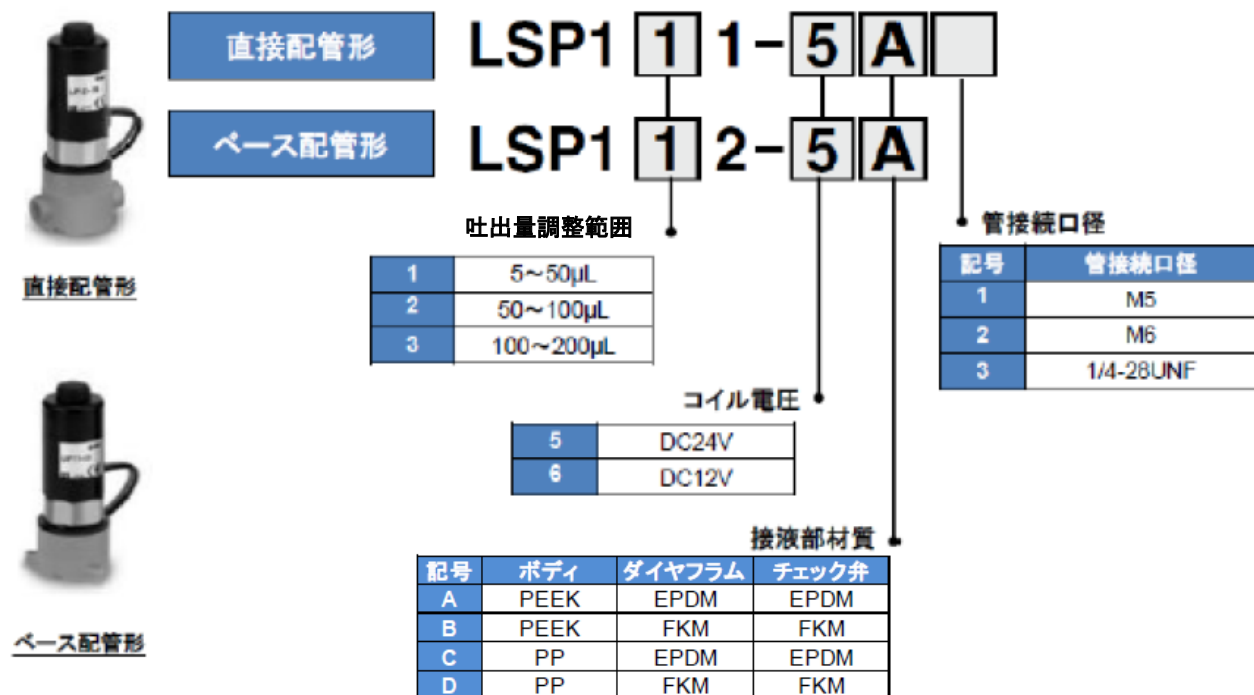 直接配管形
LSP1 1 1-5 A
ベース配管形
LSP1 1 2-5 A
直接配管形
吐出量調整範囲
1 5~50μL
2 50~100μL
3 100~200μL
管接続口径
記号 管接続口径
1 M5
2 M6
3 1/4-28UNF
コイル電圧
5 DC24V
6 DC12V
接液部材質
記号 ボディ ダイヤフラム チェック弁
A PEEK EPDM EPDM
B PEEK FKM FKM
C PP EPDM EPDM
D PP FKM FKM
ベース配管形